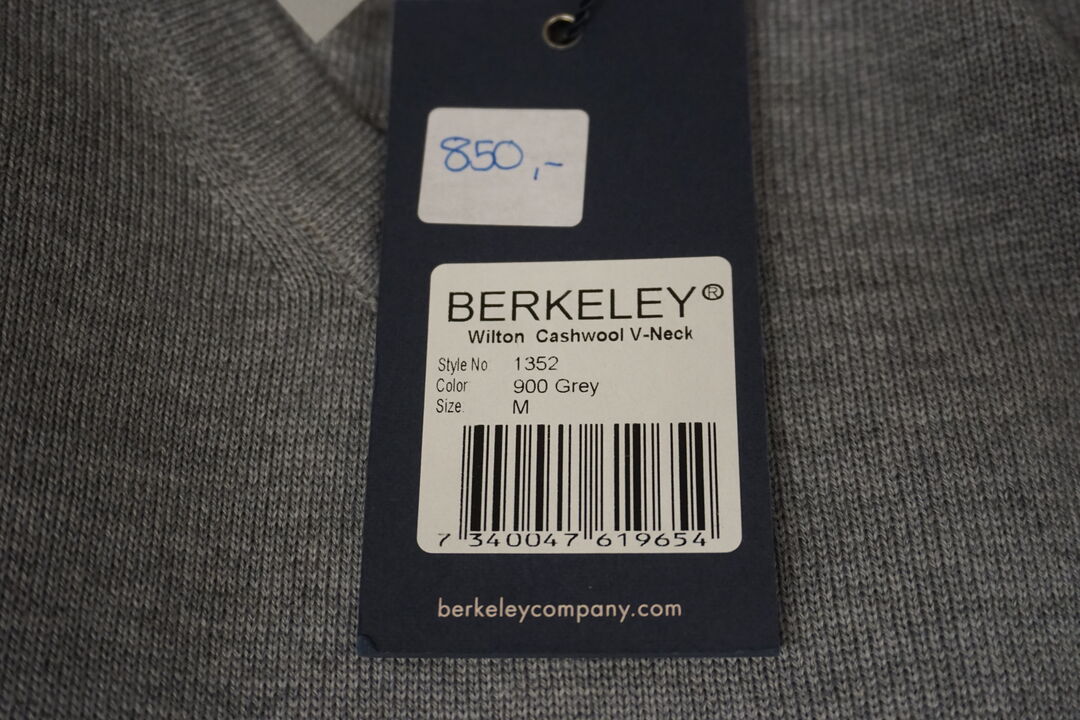 850,-
BERKELEY®
Wilton Cashwool V-Neck
Style No 1352
Color 900 Grey
Size. M
7 340047 619654
berkeleycompany.com